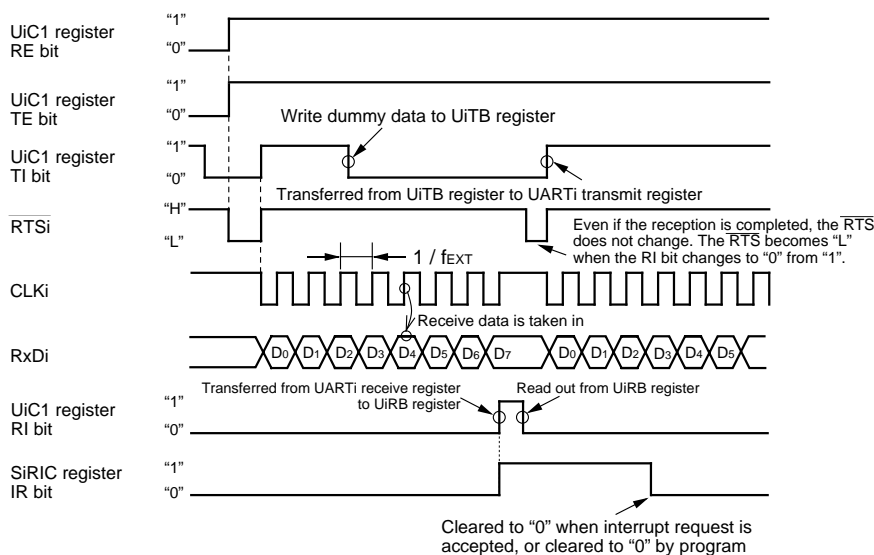 UiC1 register
RE bit
“1”
“0”
UiC1 register
TE bit
“1”
“0”
Write dummy data to UiTB register
UiC1 register
TI bit
“1”
“0”
Transferred from UiTB register to UARTi transmit register
RTSi
“H”
“L”
Even if the reception is completed, the RTS
does not change. The RTS becomes “L”
when the RI bit changes to “0” from “1”.
1 / fEXT
CLKi
Receive data is taken in
RxDi
D0 D1 D2 D3 D4 D5 D6 D7 D0 D1 D2 D3 D4 D5
Transferred from UARTi receive register
to UiRB register
Read out from UiRB register
UiC1 register
RI bit
“1”
“0”
SiRIC register
IR bit
“1”
“0”
Cleared to “0” when interrupt request is
accepted, or cleared to “0” by program